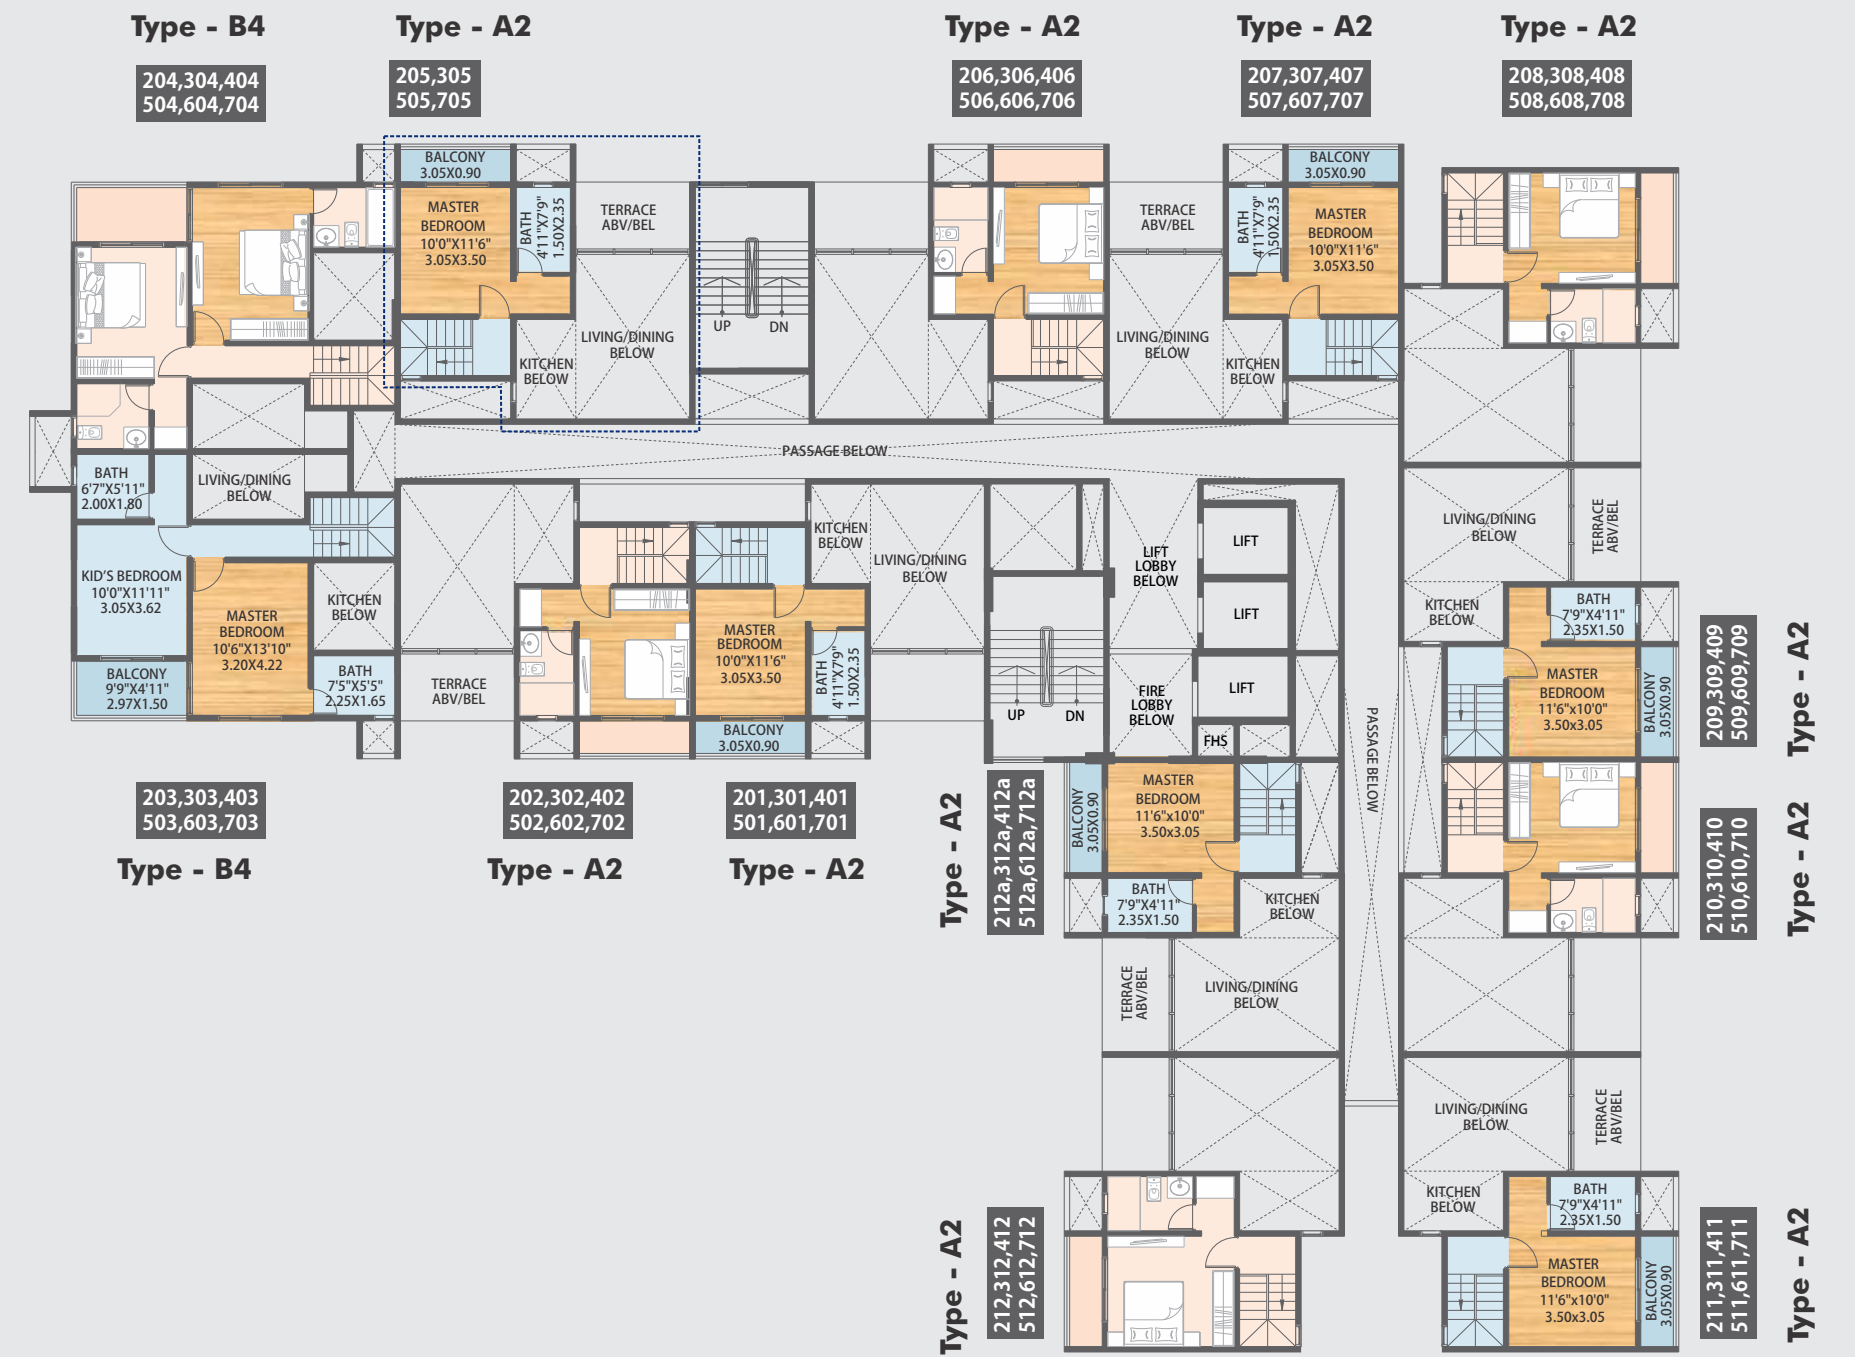 Type - B4
Type - A2
Type - A2
Type - A2
Type - A2
204,304,404
504,604,704
205,305
505,705
206,306,406
506,606,706
207,307,407
507,607,707
208,308,408
508,608,708
BALCONY
3.05X0.90
MASTER
BEDROOM
10'0"X11'6"
3.05X3.50
BATH
4'11"X7'9"
1.50X2.35
TERRACE
ABV/BEL
LIVING/DINING
BELOW
KITCHEN
BELOW
UP
DN
TERRACE
ABV/BEL
BATH
4'11"X7'9"
1.50X2.35
BALCONY
3.05X0.90
MASTER
BEDROOM
10'0"X11'6"
3.05X3.50
LIVING/DINING
BELOW
KITCHEN
BELOW
PASSAGE BELOW
BATH
6'7"X5'11"
2.00X1.80
LIVING/DINING
BELOW
KID'S BEDROOM
10'0"X11'11"
3.05X3.62
MASTER
BEDROOM
10'6"X13'10"
3.20X4.22
KITCHEN
BELOW
BALCONY
9'9"X4'11"
2.97X1.50
BATH
7'5"X5'5"
2.25X1.65
TERRACE
ABV/BEL
KITCHEN
BELOW
LIVING/DINING
BELOW
MASTER
BEDROOM
10'0"X11'6"
3.05X3.50
BATH
4'11"X7'9"
1.50X2.35
BALCONY
3.05X0.90
LIFT
LOBBY
BELOW
LIFT
LIFT
LIFT
FIRE
LOBBY
BELOW
FHS
UP
DN
PASSAGE BELOW
LIVING/DINING
BELOW
TERRACE
ABV/BEL
KITCHEN
BELOW
BATH
7'9"X4'11"
2.35X1.50
MASTER
BEDROOM
11'6"x10'0"
3.50x3.05
BALCONY
3.05X0.90
209,309,409
509,609,709
Type - A2
203,303,403
503,603,703
Type - B4
202,302,402
502,602,702
Type - A2
201,301,401
501,601,701
Type - A2
Type - A2
212a,312a,412a
512a,612a,712a
BALCONY
3.05X0.90
MASTER
BEDROOM
11'6"x10'0"
3.50x3.05
BATH
7'9"X4'11"
2.35X1.50
KITCHEN
BELOW
TERRACE
ABV/BEL
LIVING/DINING
BELOW
210,310,410
510,610,710
Type - A2
LIVING/DINING
BELOW
TERRACE
ABV/BEL
KITCHEN
BELOW
BATH
7'9"X4'11"
2.35X1.50
MASTER
BEDROOM
11'6"x10'0"
3.50x3.05
BALCONY
3.05X0.90
Type - A2
212,312,412
512,612,712
211,311,411
511,611,711
Type - A2